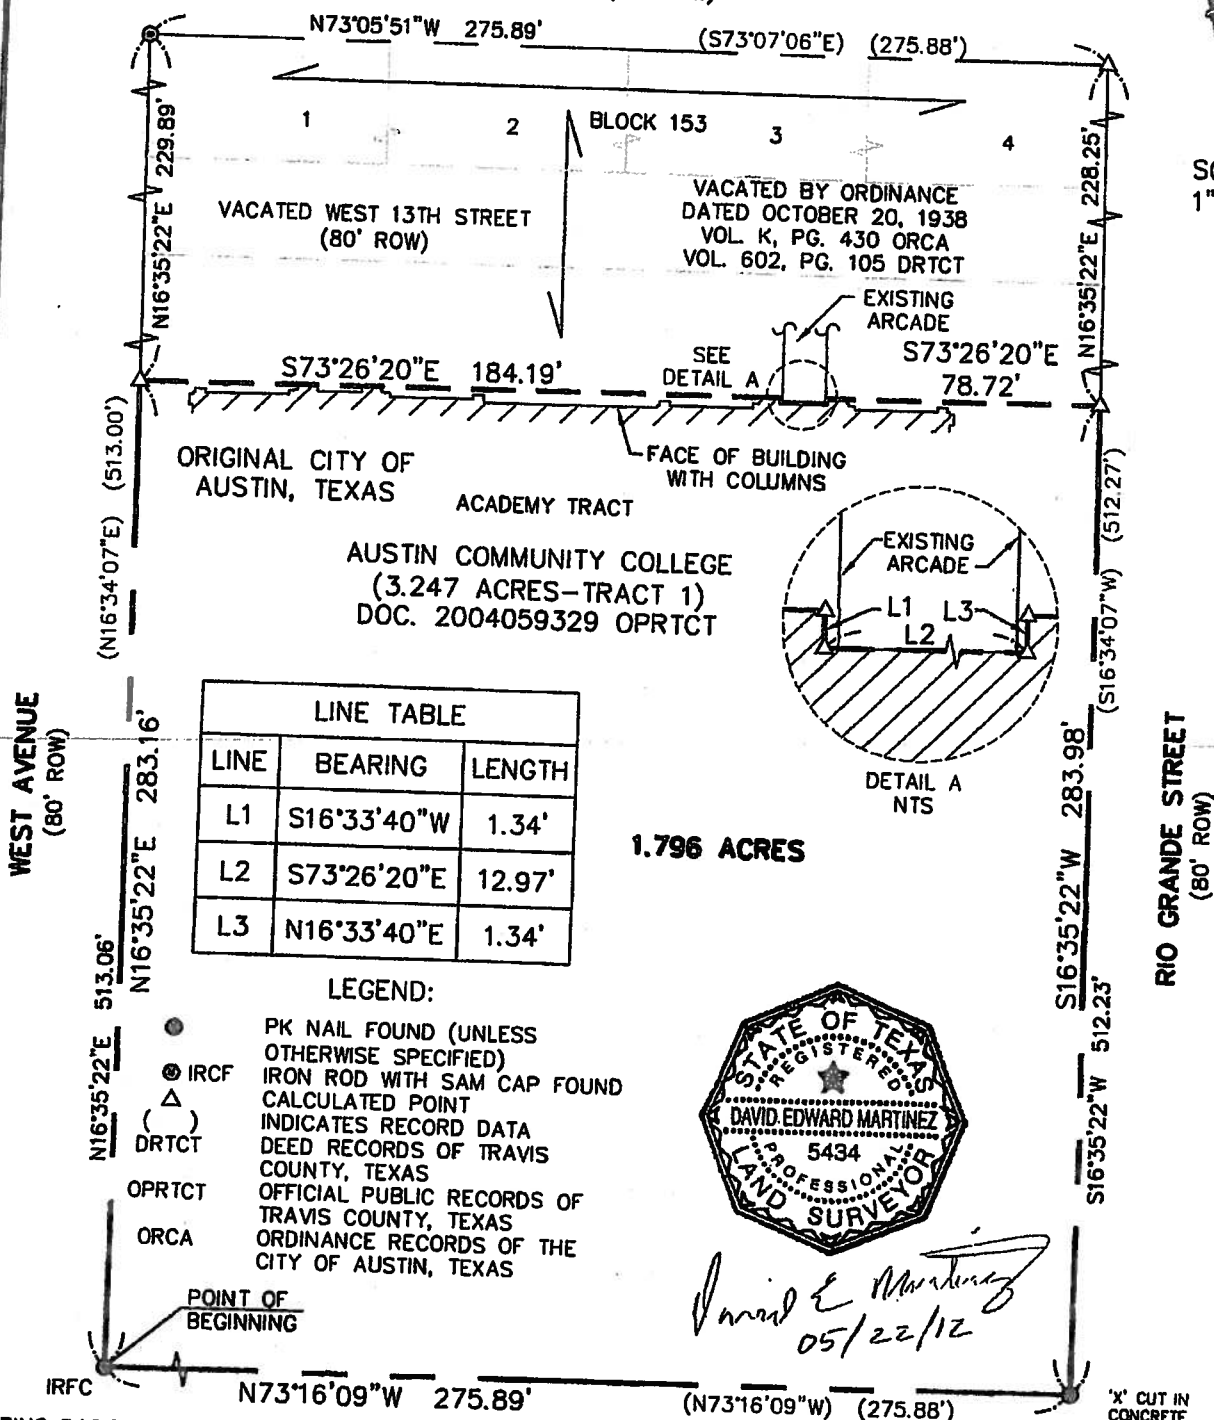 N73°05'51"W 275.89'
(S73°07'06"E) (275.88')
N16°35'22"E 229.89'
N16°35'22"E 228.25'
1
2
BLOCK 153
3
4
VACATED WEST 13TH STREET
(80' ROW)
VACATED BY ORDINANCE
DATED OCTOBER 20, 1938
VOL. K, PG. 430 ORCA
VOL. 602, PG. 105 DRTCT
1"
EXISTING
ARCADE
S73°26'20"E 184.19'
SEE
DETAIL A
S73°26'20"E
78.72'
FACE OF BUILDING
WITH COLUMNS
ORIGINAL CITY OF
AUSTIN, TEXAS
ACADEMY TRACT
AUSTIN COMMUNITY COLLEGE
(3.247 ACRES-TRACT 1)
DOC. 2004059329 OPRTCT
(N16°34'07"E) (513.00')
(S16°34'07"W) (512.27')
EXISTING
ARCADE
L1 L3
L2
DETAIL A
NTS
WEST AVENUE
(80' ROW)
N16°35'22"E 283.16'
N16°35'22"E 513.06'
LINE TABLE
LINE BEARING LENGTH
L1 S16°33'40"W 1.34'
L2 S73°26'20"E 12.97'
L3 N16°33'40"E 1.34'
1.796 ACRES
S16°35'22"W 283.98'
S16°35'22"W 512.23'
RIO GRANDE STREET
(80' ROW)
LEGEND:
PK NAIL FOUND (UNLESS
OTHERWISE SPECIFIED)
IRCF IRON ROD WITH SAM CAP FOUND
CALCULATED POINT
( ) INDICATES RECORD DATA
DRTCT DEED RECORDS OF TRAVIS
COUNTY, TEXAS
OPRTCT OFFICIAL PUBLIC RECORDS OF
TRAVIS COUNTY, TEXAS
ORCA ORDINANCE RECORDS OF THE
CITY OF AUSTIN, TEXAS
STATE OF TEXAS
REGISTERED
DAVID EDWARD MARTINEZ
5434
PROFESSIONAL
LAND SURVEYOR
David E Martinez
05/22/12
POINT OF
BEGINNING
IRFC
N73°16'09"W 275.89'
(N73°16'09"W) (275.88')
'X' CUT IN
CONCRETE